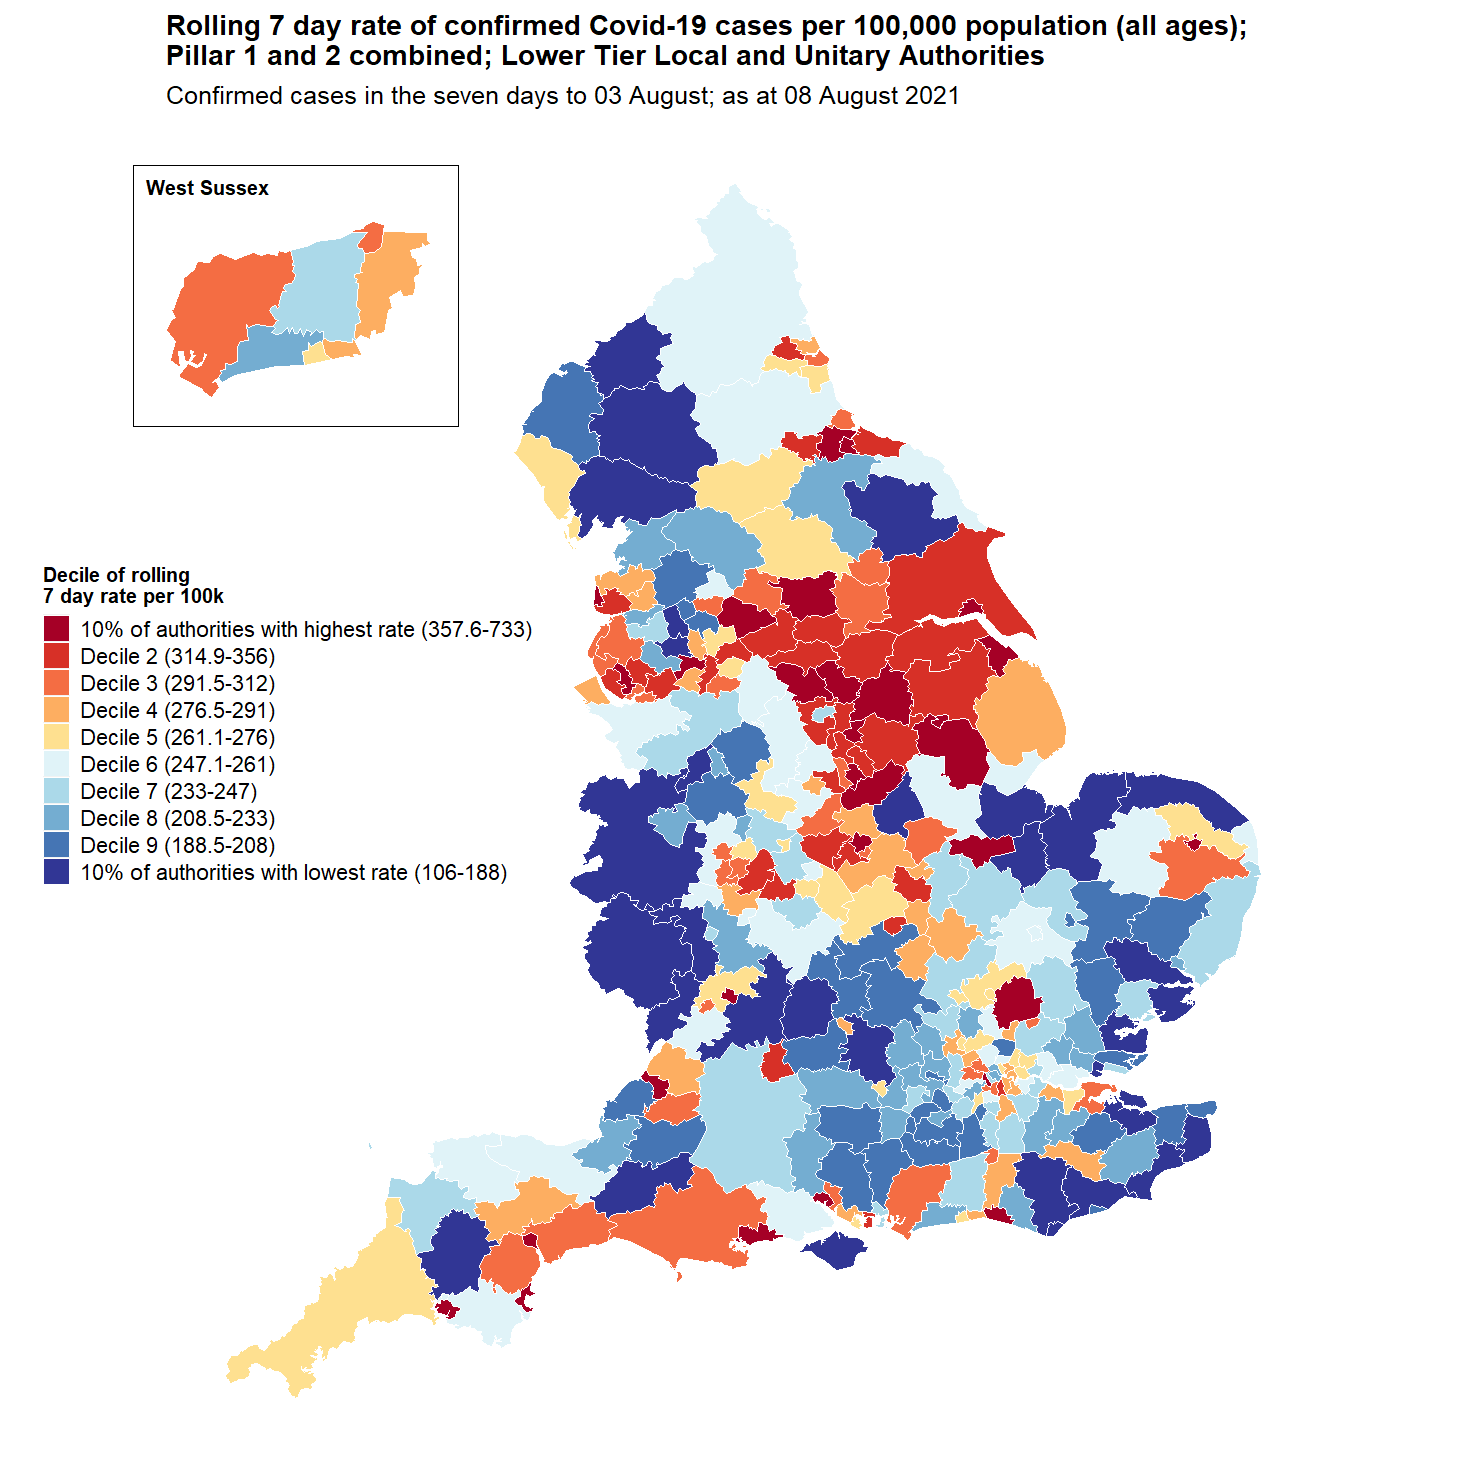 Rolling 7 day rate of confirmed Covid-19 cases per 100,000 population (all ages);
Pillar 1 and 2 combined; Lower Tier Local and Unitary Authorities
Confirmed cases in the seven days to 03 August; as at 08 August 2021
West Sussex
Decile of rolling
7 day rate per 100k
10% of authorities with highest rate (357.6-733)
Decile 2 (314.9-356)
Decile 3 (291.5-312)
Decile 4 (276.5-291)
Decile 5 (261.1-276)
Decile 6 (247.1-261)
Decile 7 (233-247)
Decile 8 (208.5-233)
Decile 9 (188.5-208)
10% of authorities with lowest rate (106-188)